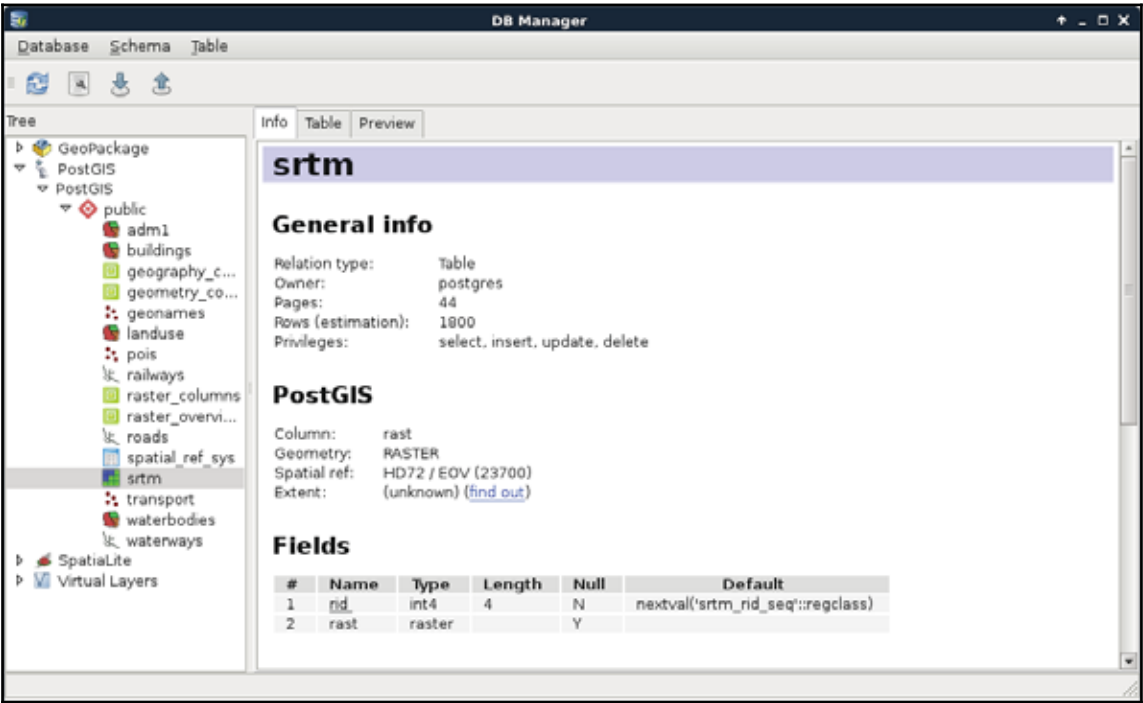 DB Manager
Database Schema Table
Tree
Info Table Preview
GeoPackage
PostGIS
PostGIS
public
adm1
buildings
geography_c...
geometry_co...
geonames
landuse
pois
railways
raster_columns
raster_overvi...
roads
spatial_ref_sys
srtm
transport
waterbodies
waterways
SpatiaLite
Virtual Layers
srtm
General info
Relation type: Table
Owner: postgres
Pages: 44
Rows (estimation): 1800
Privileges: select, insert, update, delete
PostGIS
Column: rast
Geometry: RASTER
Spatial ref: HD72 / EOV (23700)
Extent: (unknown) (find out)
Fields
# Name Type Length Null Default
1 rid int4 4 N nextval('srtm_rid_seq'::regclass)
2 rast raster Y